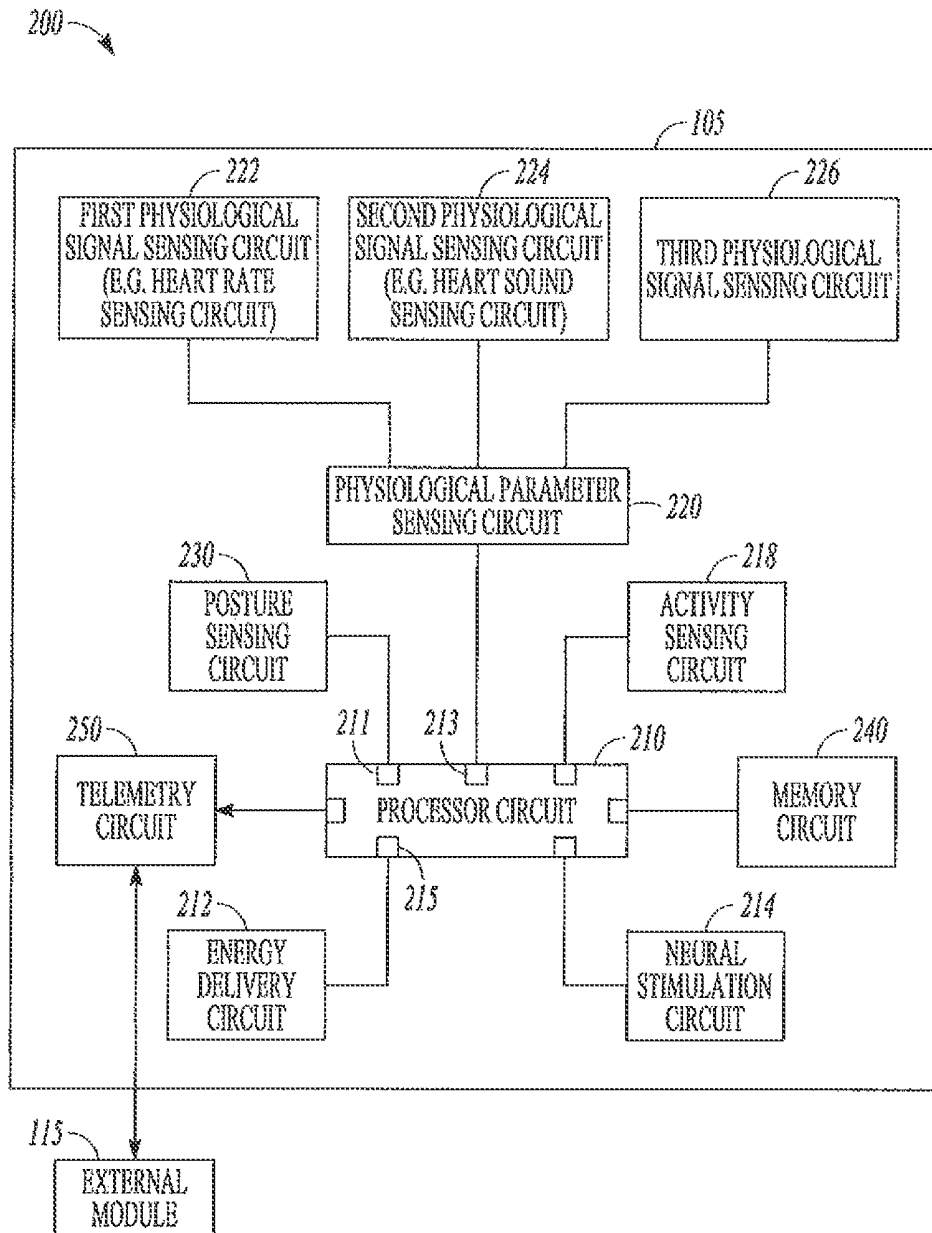 200
105
222
224
226
FIRST PHYSIOLOGICAL
SIGNAL SENSING CIRCUIT
(E.G. HEART RATE
SENSING CIRCUIT)
SECOND PHYSIOLOGICAL
SIGNAL SENSING CIRCUIT
(E.G. HEART SOUND
SENSING CIRCUIT)
THIRD PHYSIOLOGICAL
SIGNAL SENSING CIRCUIT
PHYSIOLOGICAL PARAMETER
SENSING CIRCUIT
220
230
POSTURE
SENSING
CIRCUIT
218
ACTIVITY
SENSING
CIRCUIT
250
TELEMETRY
CIRCUIT
211
213
210
PROCESSOR CIRCUIT
215
240
MEMORY
CIRCUIT
212
ENERGY
DELIVERY
CIRCUIT
214
NEURAL
STIMULATION
CIRCUIT
115
EXTERNAL
MODULE